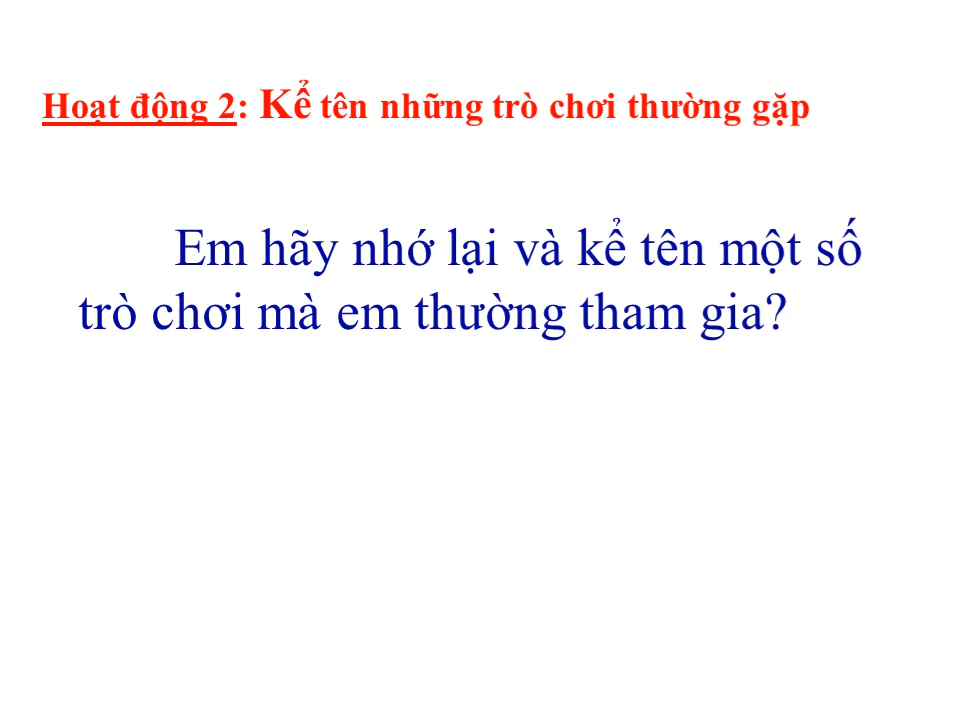 Hoạt động 2: Kể tên những trò chơi thường gặp
Em hãy nhớ lại và kể tên một số
trò chơi mà em thường tham gia?